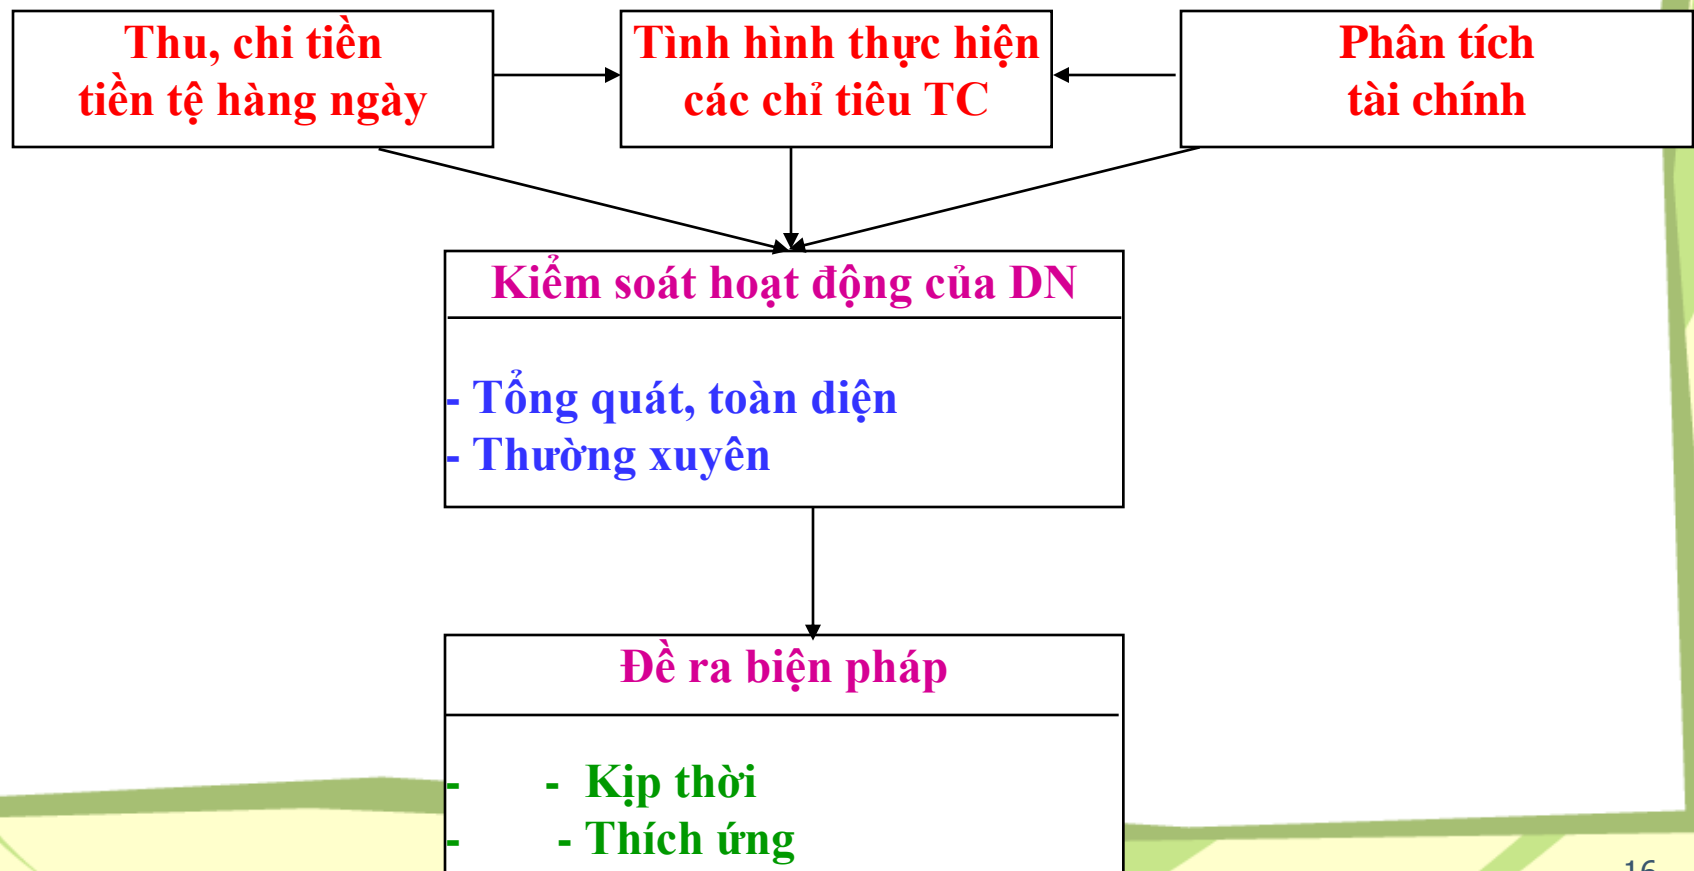 Thu, chi tiền
tiền tệ hàng ngày
Tình hình thực hiện
các chỉ tiêu TC
Phân tích
tài chính
Kiểm soát hoạt động của DN
- Tổng quát, toàn diện
- Thường xuyên
Đề ra biện pháp
- - Kịp thời
- - Thích ứng
16